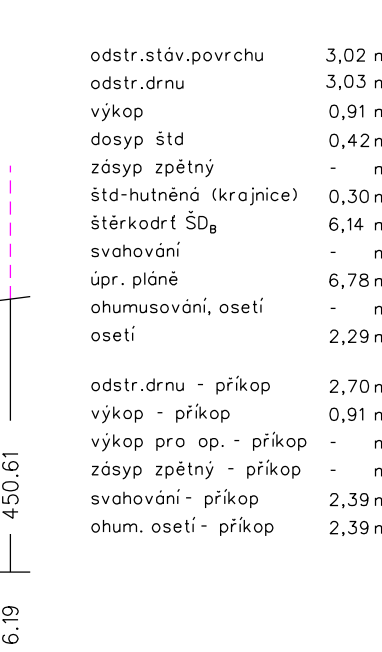 odstr.stáv.povrchu 3,02 m
odstr.drnu 3,03 m
výkop 0,91 m
dosyp štd 0,42 m
zásyp zpětný - m
štd-hutněná (krajnice) 0,30 m
štěrkodrť ŠDB 6,14 m
svahování - m
úpr. pláně 6,78 m
ohumusování, osetí - m
osetí 2,29 m
odstr.drnu - příkop 2,70 m
výkop - příkop 0,91 m
výkop pro op. - příkop - m
zásyp zpětný - příkop - m
svahování - příkop 2,39 m
ohum. osetí - příkop 2,39 m
450.61
6.19